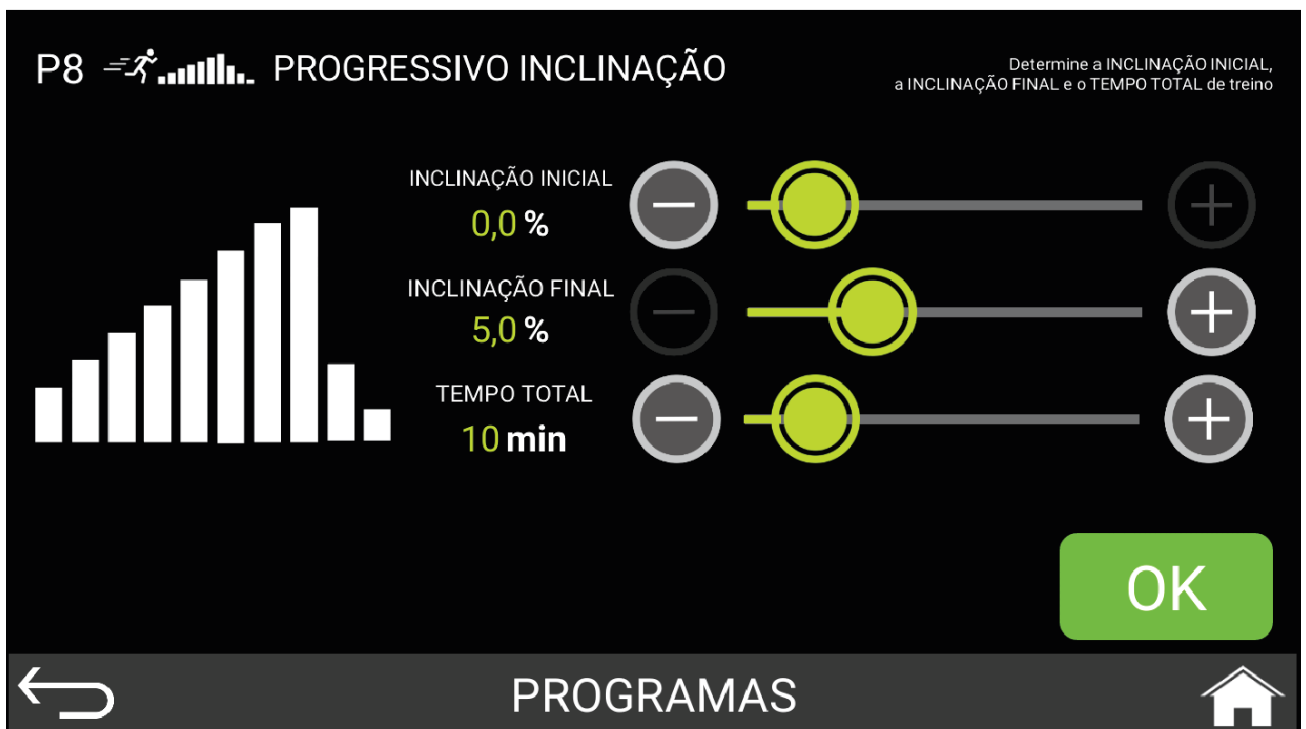 P8 PROGRESSIVO INCLINAÇÃO
Determine a INCLINAÇÃO INICIAL,
a INCLINAÇÃO FINAL e o TEMPO TOTAL de treino
INCLINAÇÃO INICIAL
0,0 %
INCLINAÇÃO FINAL
5,0 %
TEMPO TOTAL
10 min
OK
PROGRAMAS